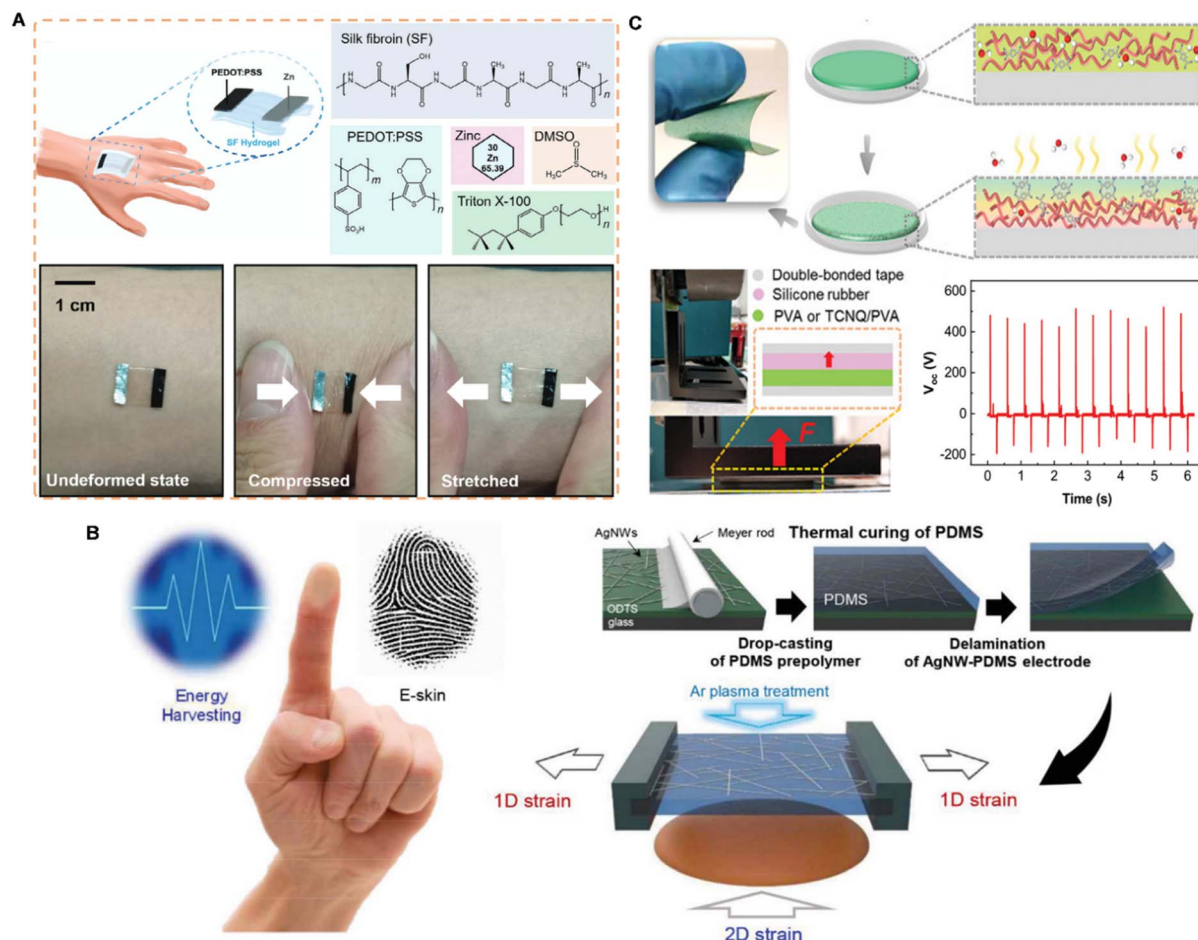 A
PEDOT:PSS
Zn
SF Hydrogel
Silk fibroin (SF)
OH
O
H
N
CH₃
n
PEDOT:PSS
m
SO₃H
O
O
S
n
Zinc
30
Zn
65.39
DMSO
O
S
H₃C
CH₃
Triton X-100
O
O
H
n
1 cm
Undeformed state
Compressed
Stretched
C
Double-bonded tape
Silicone rubber
PVA or TCNQ/PVA
F
600
400
200
0
-200
Voc (V)
0
1
2
3
4
5
6
Time (s)
B
Energy
Harvesting
E-skin
AgNWs
Meyer rod
ODTS
glass
Thermal curing of PDMS
PDMS
Drop-casting
of PDMS prepolymer
Delamination
of AgNW-PDMS electrode
Ar plasma treatment
1D strain
1D strain
2D strain